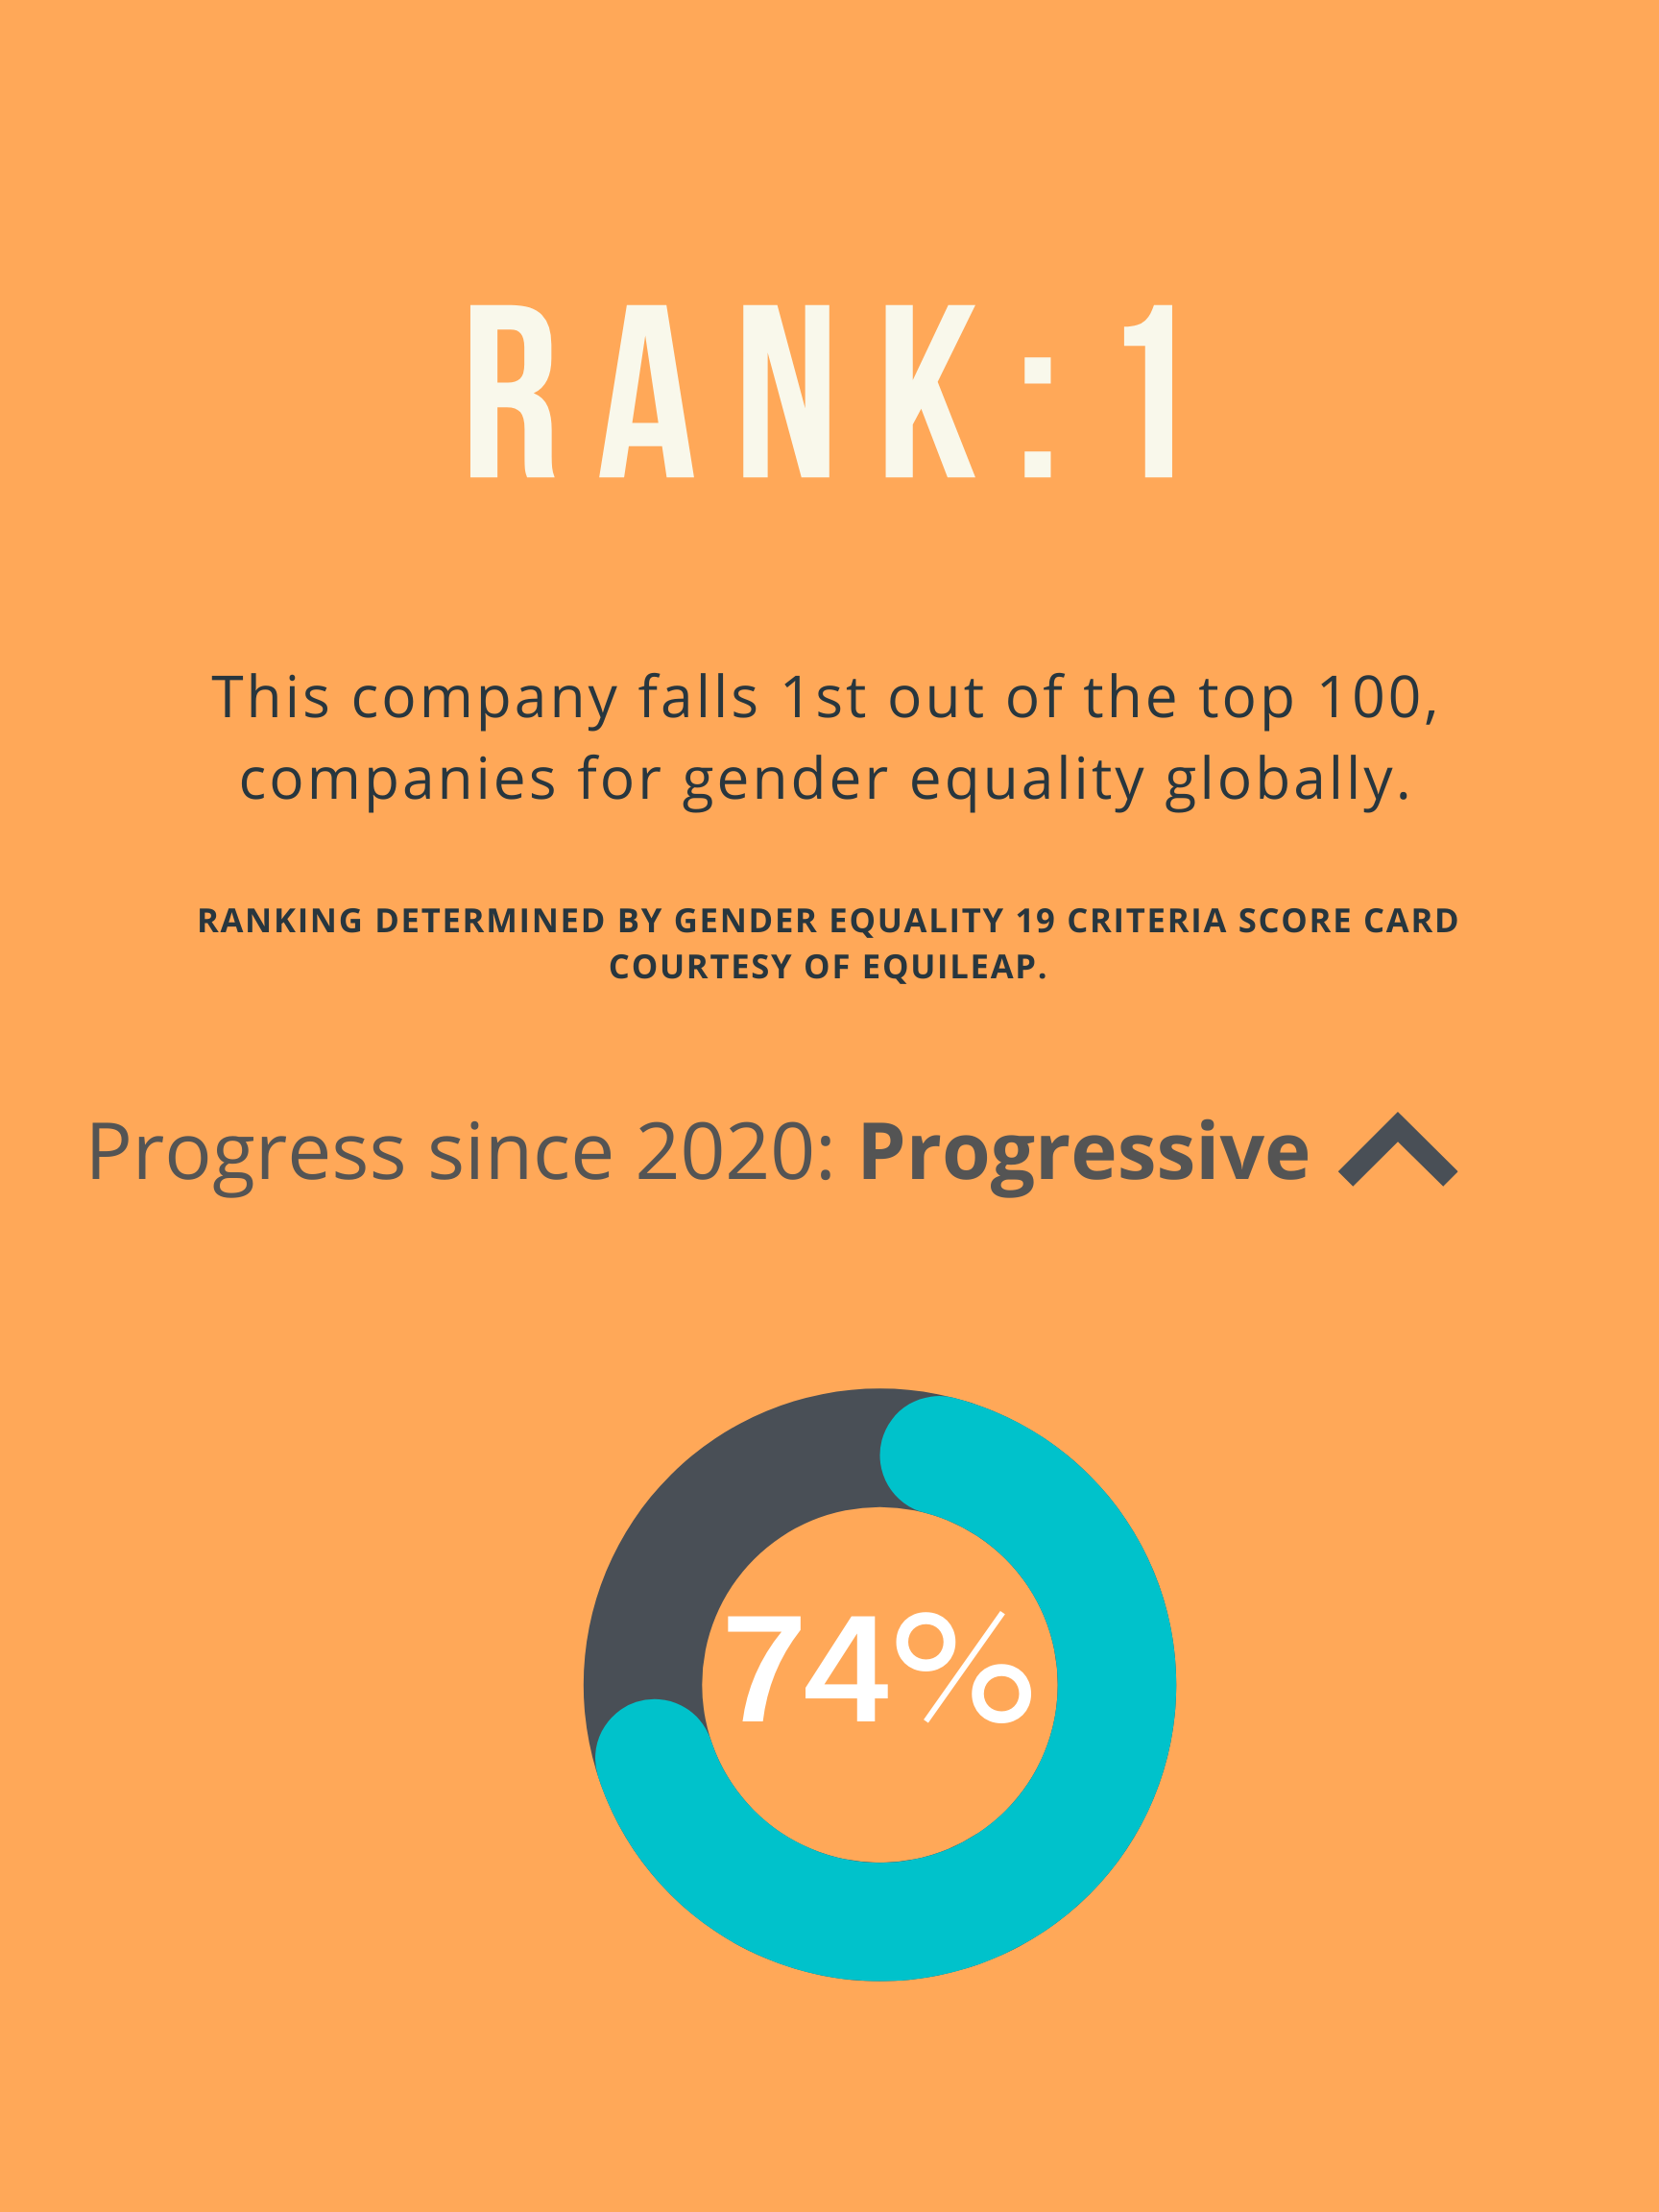 RANK: 1
This company falls 1st out of the top 100,
companies for gender equality globally.
RANKING DETERMINED BY GENDER EQUALITY 19 CRITERIA SCORE CARD
COURTESY OF EQUILEAP.
Progress since 2020: Progressive
74%